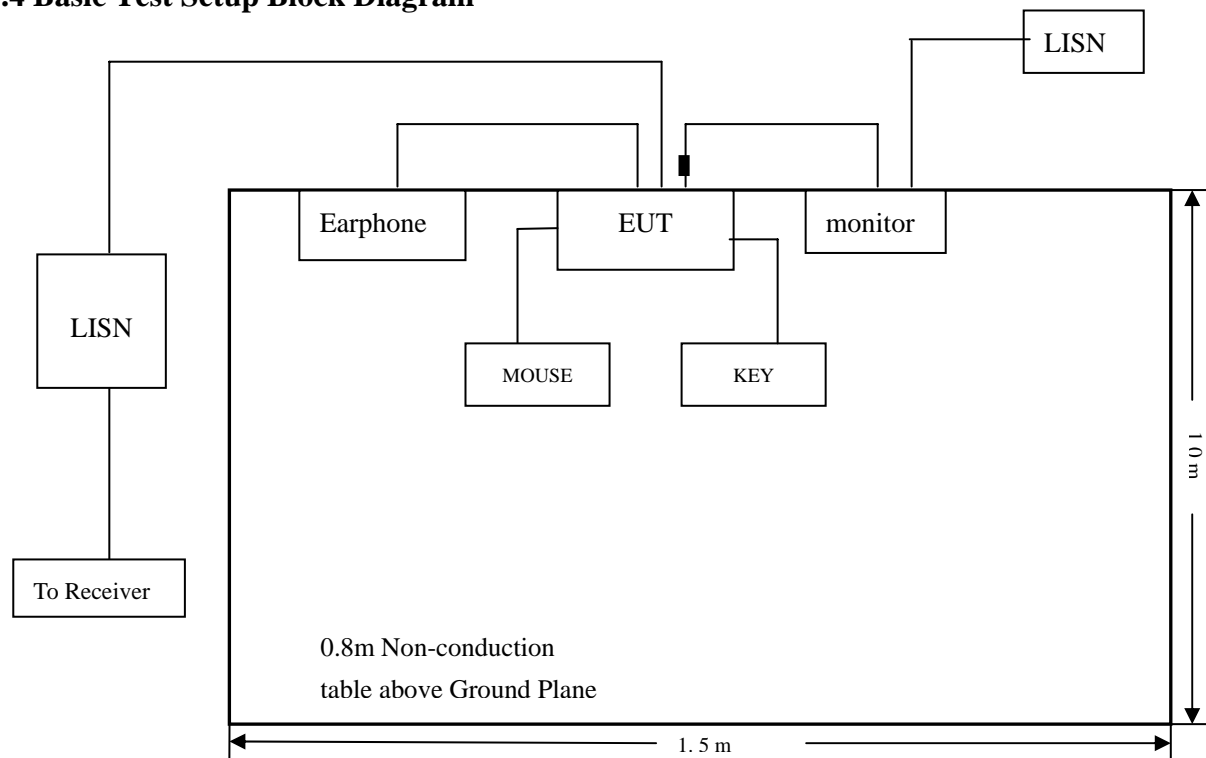 .4 Basic Test Setup Block Diagram
LISN
Earphone
EUT
monitor
LISN
MOUSE
KEY
1 0 m
To Receiver
0.8m Non-conduction
table above Ground Plane
1. 5 m